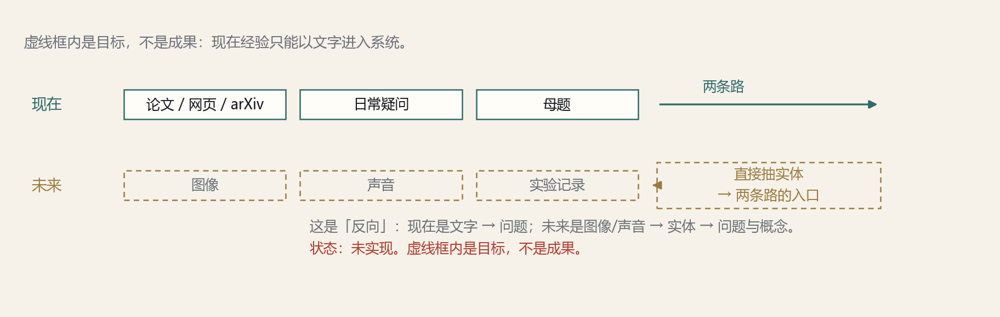 虚线框内是目标，不是成果：现在经验只能以文字进入系统。
两条路
现在
论文 / 网页 / arXiv
日常疑问
母题
未来
图像
声音
实验记录
直接抽实体
→ 两条路的入口
这是「反向」：现在是文字 → 问题；未来是图像/声音 → 实体 → 问题与概念。
状态：未实现。虚线框内是目标，不是成果。